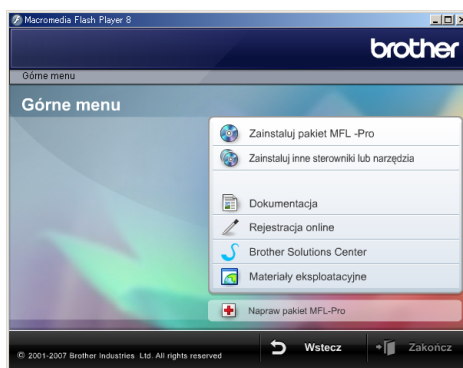 Macromedia Flash Player 8
brother
Górne menu
Górne menu
Zainstaluj pakiet MFL -Pro
Zainstaluj inne sterowniki lub narzędzia
Dokumentacja
Rejestracja online
Brother Solutions Center
Materiały eksploatacyjne
Napraw pakiet MFL-Pro
© 2001-2007 Brother Industries Ltd. All rights reserved
Wstecz
Zakończ